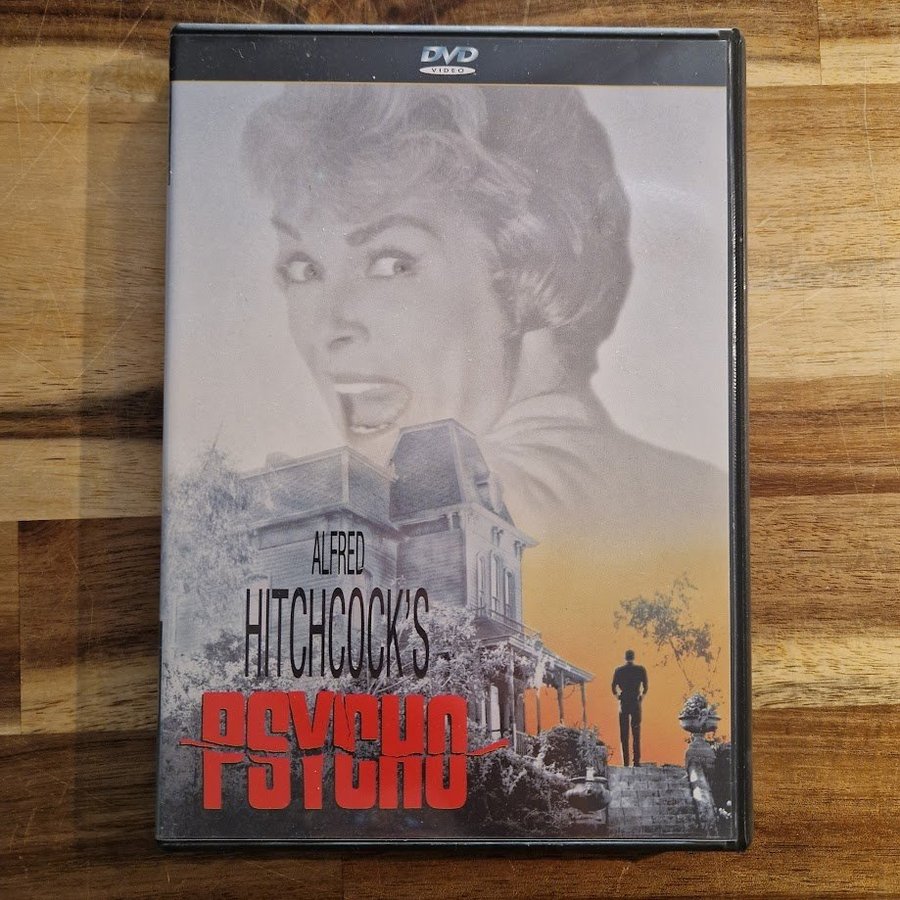 DVD
VIDEO
ALFRED
HITCHCOCK'S
PSYCHO